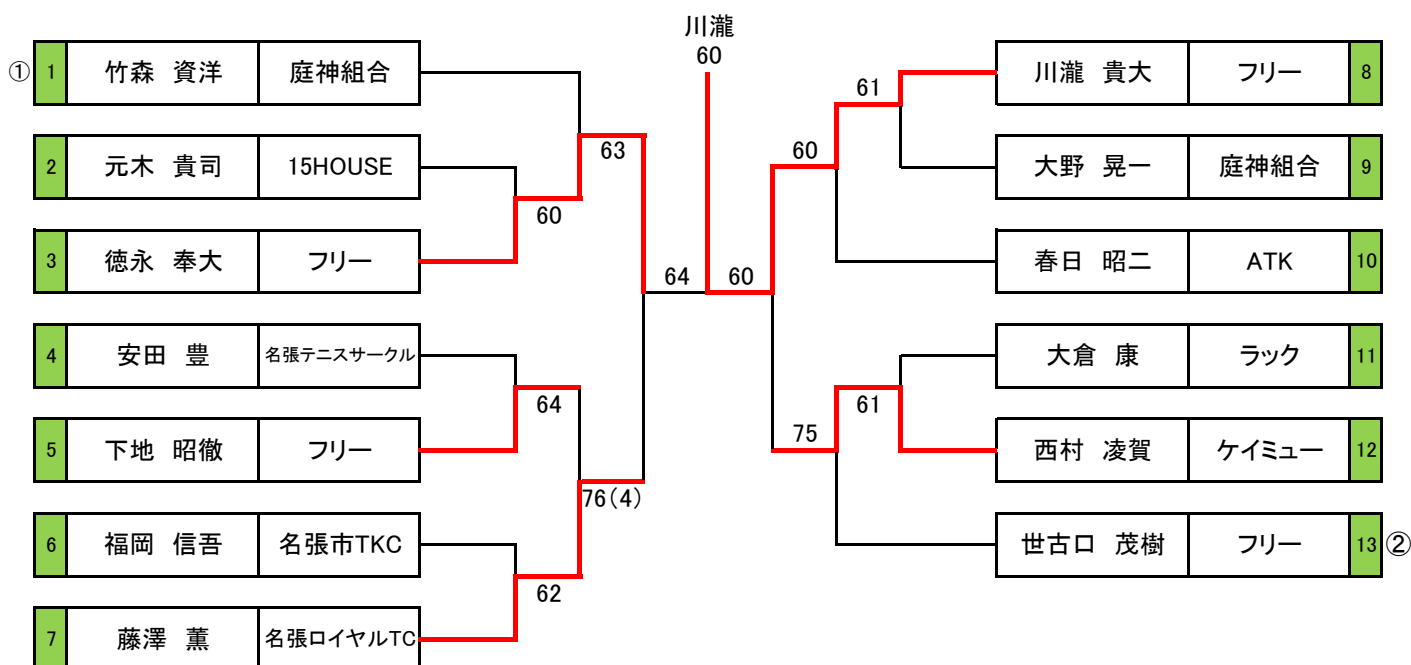 川瀧
60
① 1 竹森 資洋 庭神組合
2 元木 貴司 15HOUSE
3 徳永 奉大 フリー
4 安田 豊 名張テニスサークル
5 下地 昭徹 フリー
6 福岡 信吾 名張市TKC
7 藤澤 薫 名張ロイヤルTC
60
63
64
62
76(4)
64
60
61
60
61
75
川瀧 貴大 フリー 8
大野 晃一 庭神組合 9
春日 昭二 ATK 10
大倉 康 ラック 11
西村 凌賀 ケイミュー 12
世古口 茂樹 フリー 13 ②